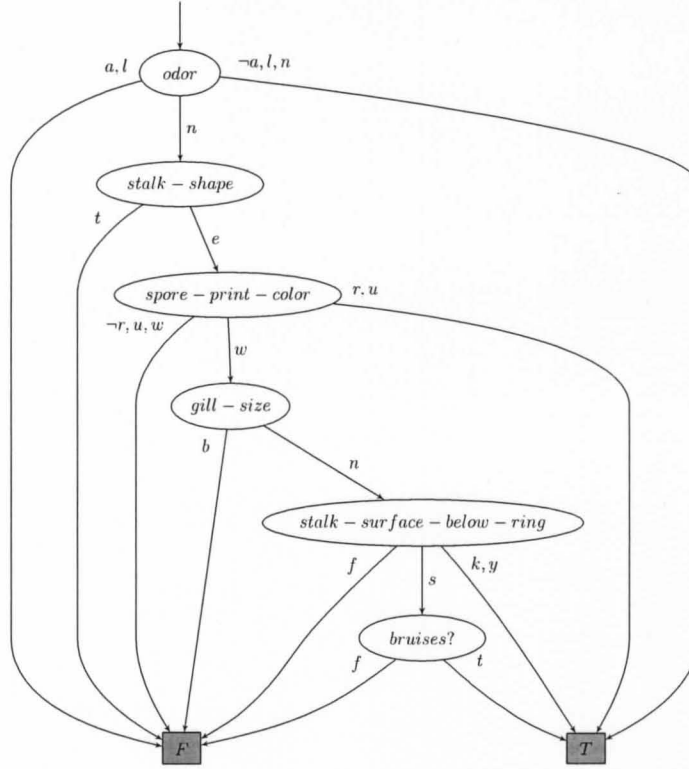 a, l
odor
¬a, l, n
n
stalk − shape
t
e
spore − print − color
r, u
¬r, u, w
w
gill − size
b
n
stalk − surface − below − ring
f
s
k, y
bruises?
f
t
F
T